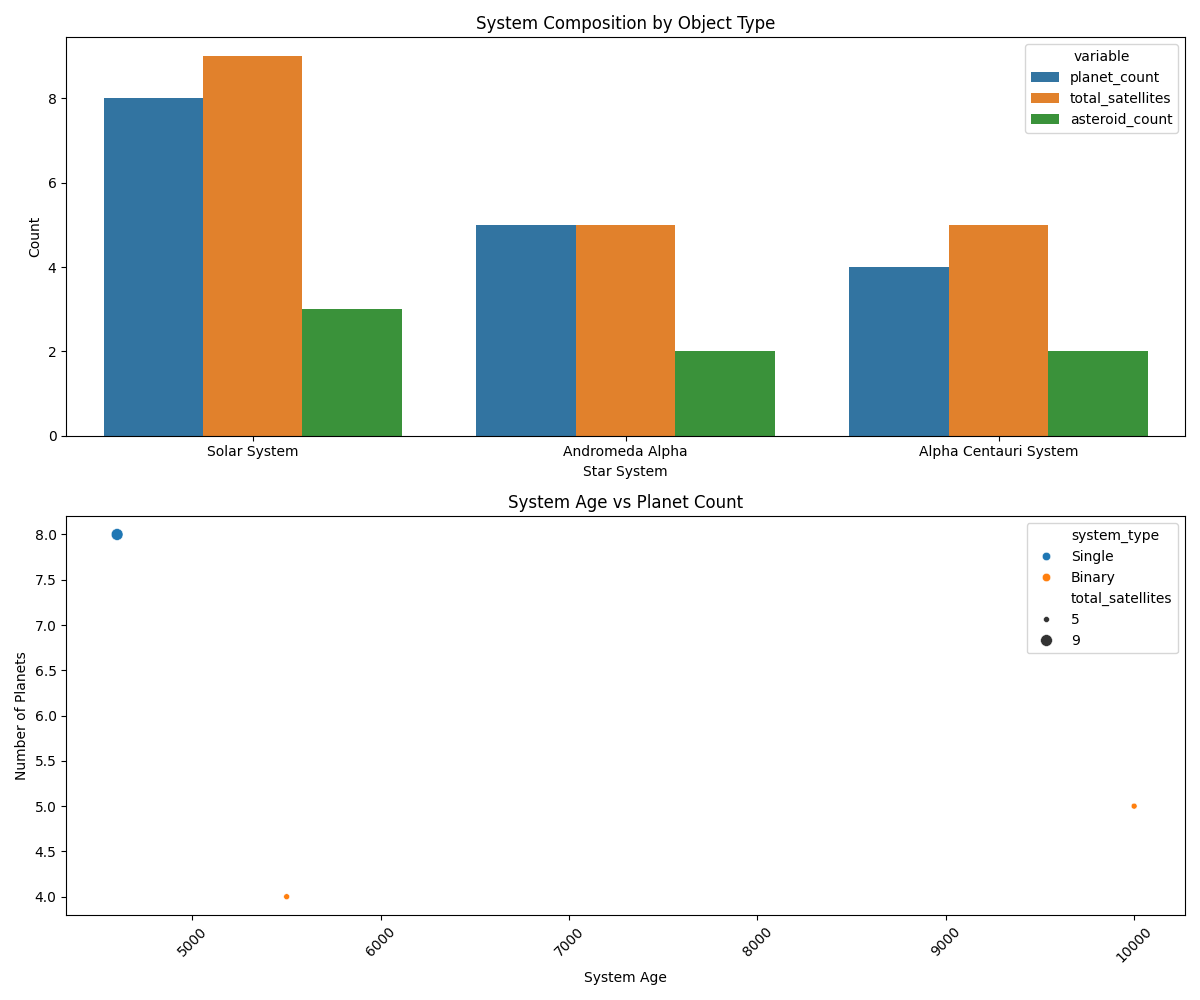 System Composition by Object Type
variable
planet_count
total_satellites
asteroid_count
Count
8
6
4
2
0
Solar System
Andromeda Alpha
Alpha Centauri System
Star System
System Age vs Planet Count
system_type
Single
Binary
total_satellites
5
9
Number of Planets
8.0
7.5
7.0
6.5
6.0
5.5
5.0
4.5
4.0
5000
6000
7000
8000
9000
10000
System Age